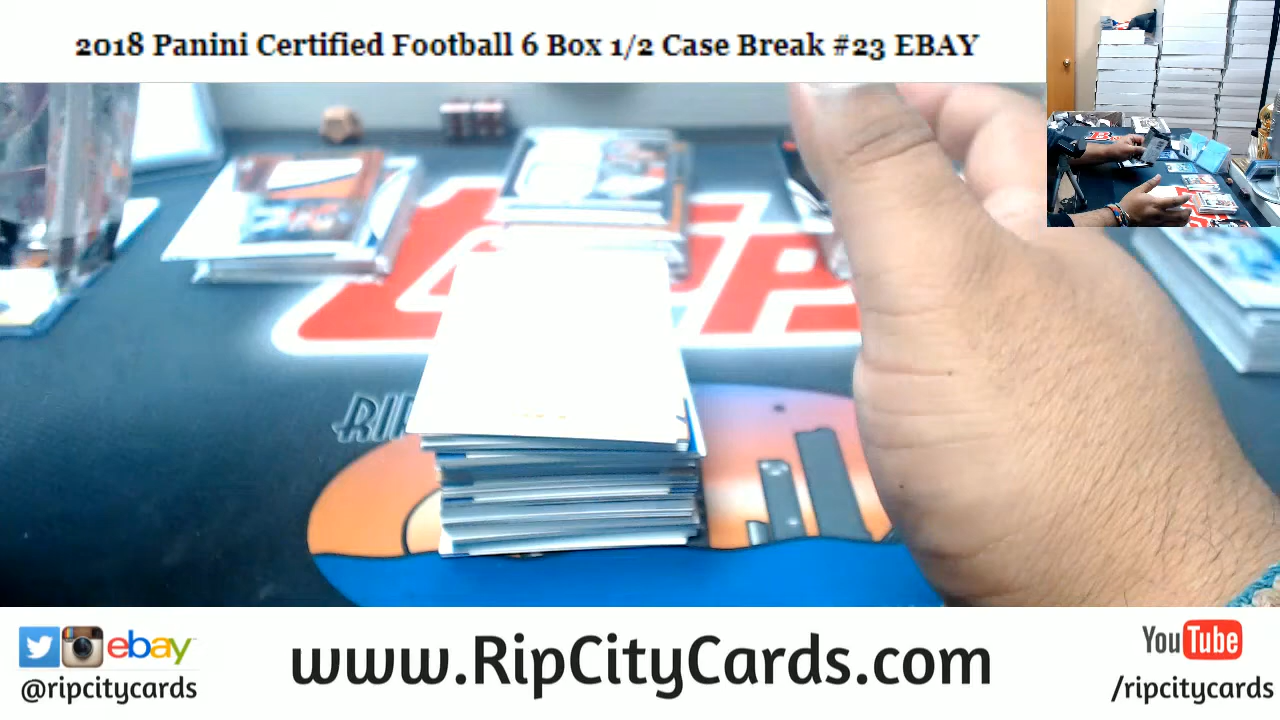 2018 Panini Certified Football 6 Box 1/2 Case Break #23 EBAY
RIP
ebay
@ripcitycards
www.RipCityCards.com
YouTube
/ripcitycards